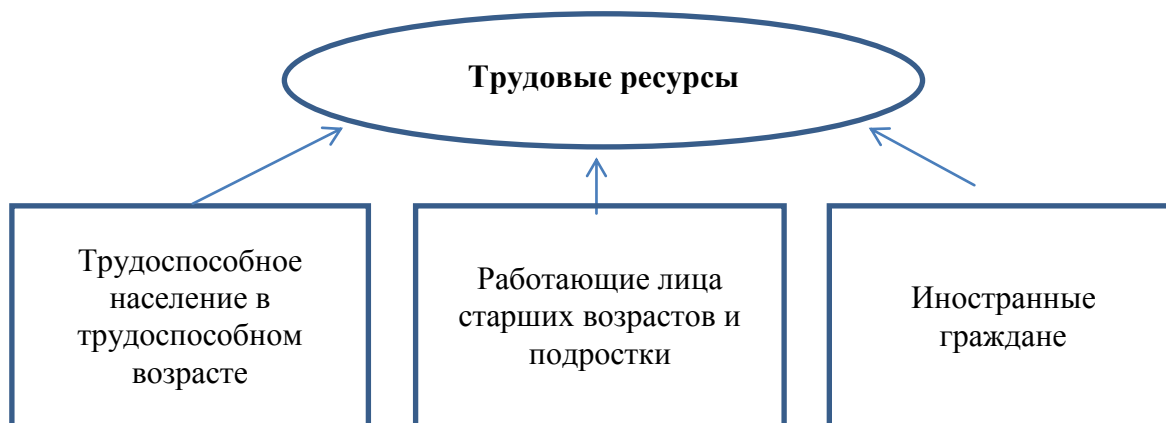 Трудовые ресурсы
Трудоспособное
население в
трудоспособном
возрасте
Работающие лица
старших возрастов и
подростки
Иностранные
граждане